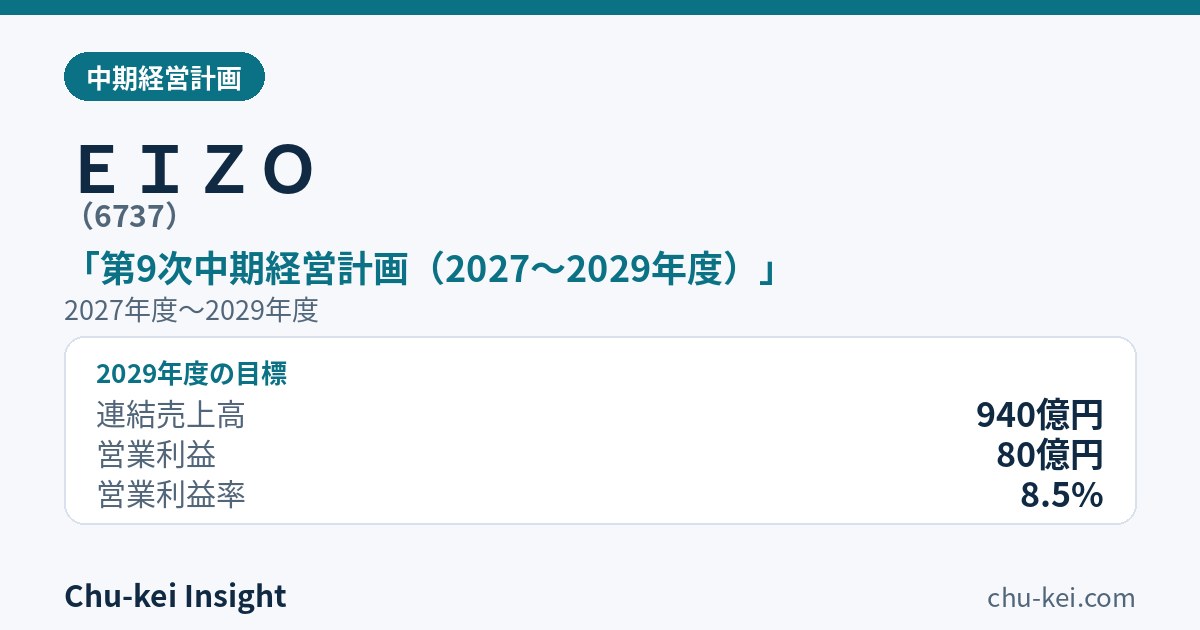 中期経営計画
ＥＩＺＯ
（6737）
「第9次中期経営計画（2027～2029年度）」
2027年度～2029年度
2029年度の目標
連結売上高 940億円
営業利益 80億円
営業利益率 8.5%
Chu-kei Insight chu-kei.com